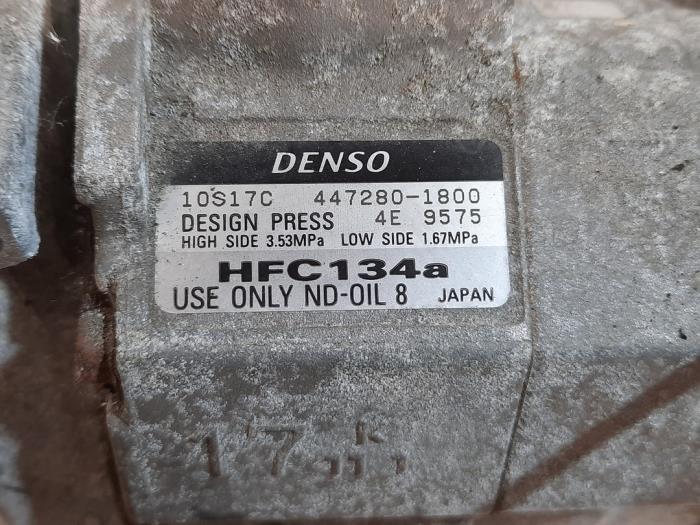 DENSO
10S17C 447280-1800
DESIGN PRESS 4E 9575
HIGH SIDE 3.53MPa LOW SIDE 1.67MPa
HFC134a
USE ONLY ND-OIL 8 JAPAN
17